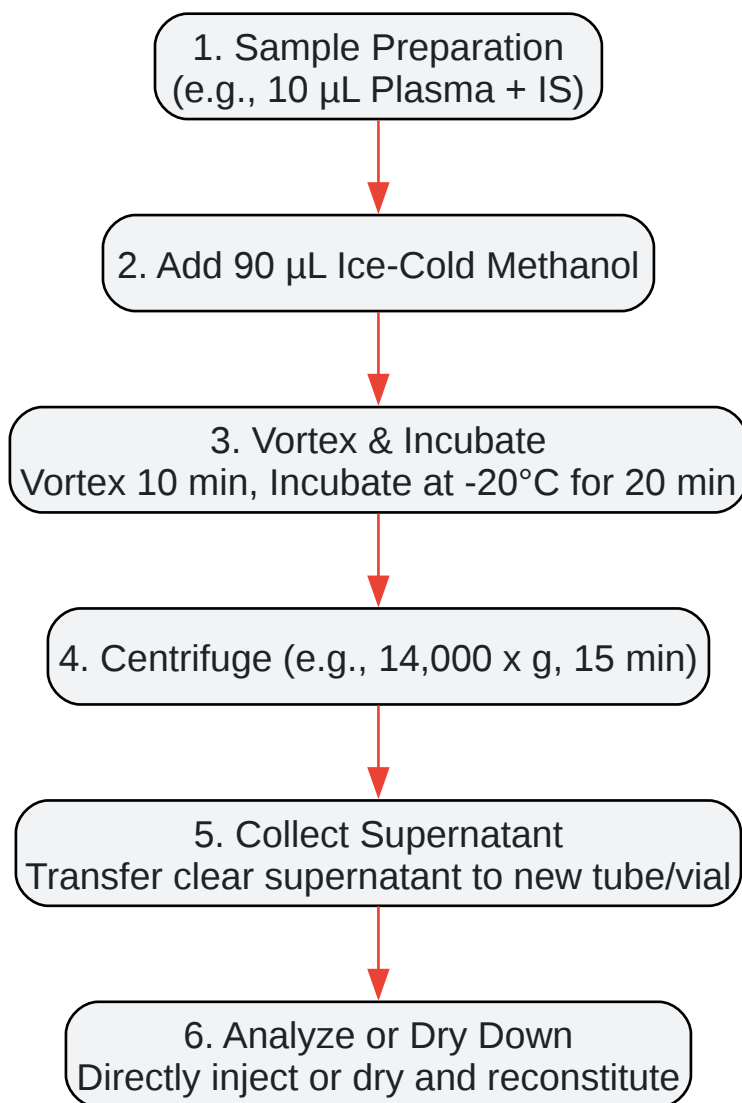 1. Sample Preparation
(e.g., 10 µL Plasma + IS)
2. Add 90 µL Ice-Cold Methanol
3. Vortex & Incubate
Vortex 10 min, Incubate at -20°C for 20 min
4. Centrifuge (e.g., 14,000 x g, 15 min)
5. Collect Supernatant
Transfer clear supernatant to new tube/vial
6. Analyze or Dry Down
Directly inject or dry and reconstitute